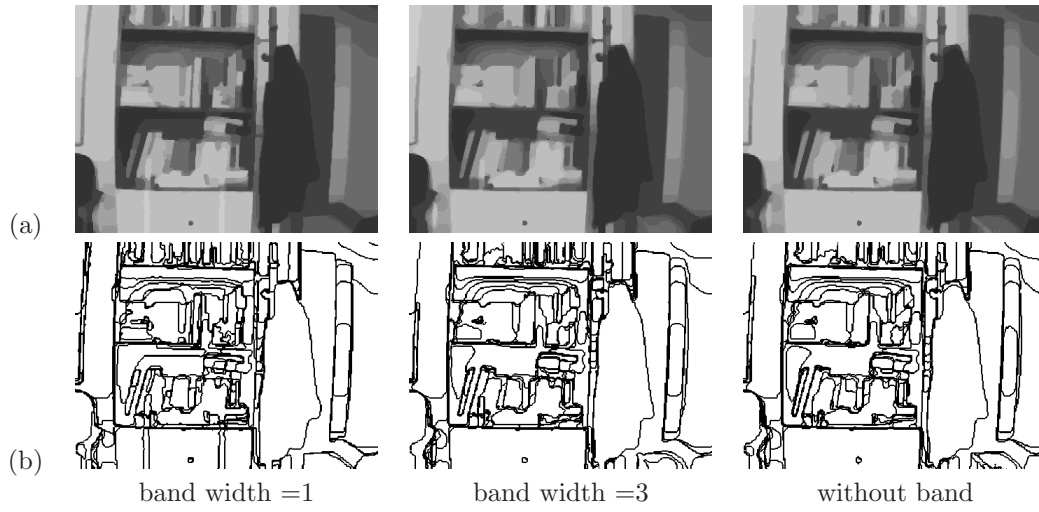 (a)
(b)
band width =1
band width =3
without band